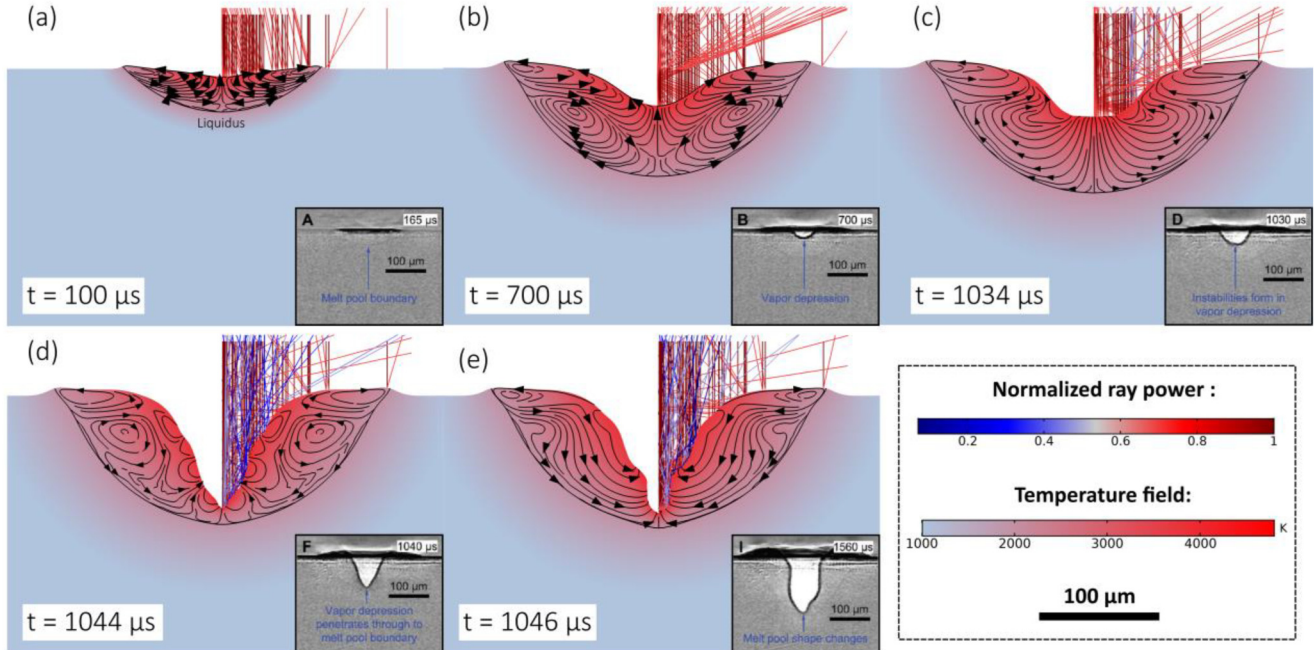 (a)
Liquidus
A
165 µs
100 µm
Melt pool boundary
t = 100 µs
(b)
B
700 µs
100 µm
Vapor depression
t = 700 µs
(c)
D
1030 µs
100 µm
Instabilities form in
vapor depression
t = 1034 µs
(d)
F
1040 µs
100 µm
Vapor depression
penetrates through to
melt pool boundary
t = 1044 µs
(e)
I
1560 µs
100 µm
Melt pool shape changes
t = 1046 µs
Normalized ray power :
0.2 0.4 0.6 0.8 1
Temperature field:
K
1000 2000 3000 4000
100 µm